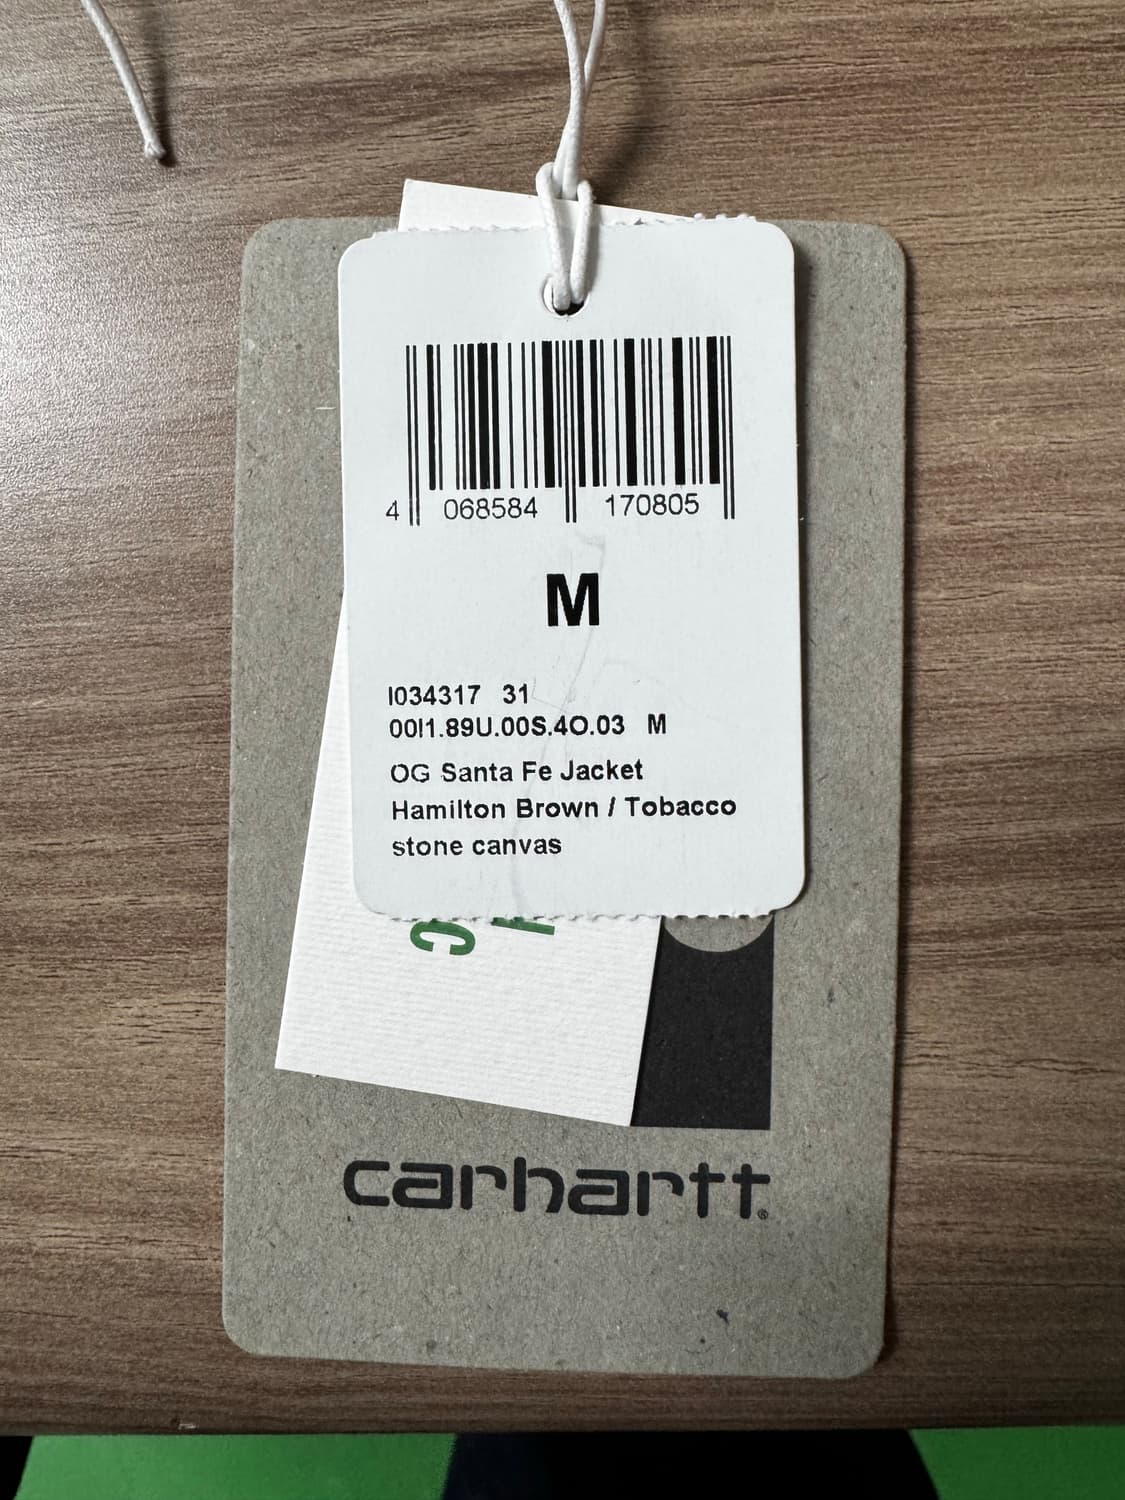 4 068584 170805
M
I034317 31
00I1.89U.00S.4O.03 M
OG Santa Fe Jacket
Hamilton Brown / Tobacco
stone canvas
carhartt®